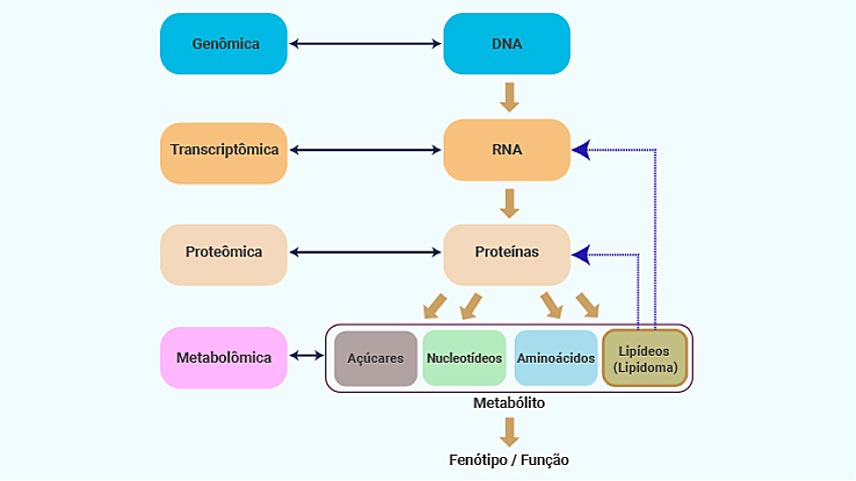 Genômica
DNA
Transcriptômica
RNA
Proteômica
Proteínas
Metabolômica
Açúcares
Nucleotídeos
Aminoácidos
Lipídeos
(Lipidoma)
Metabólito
Fenótipo / Função